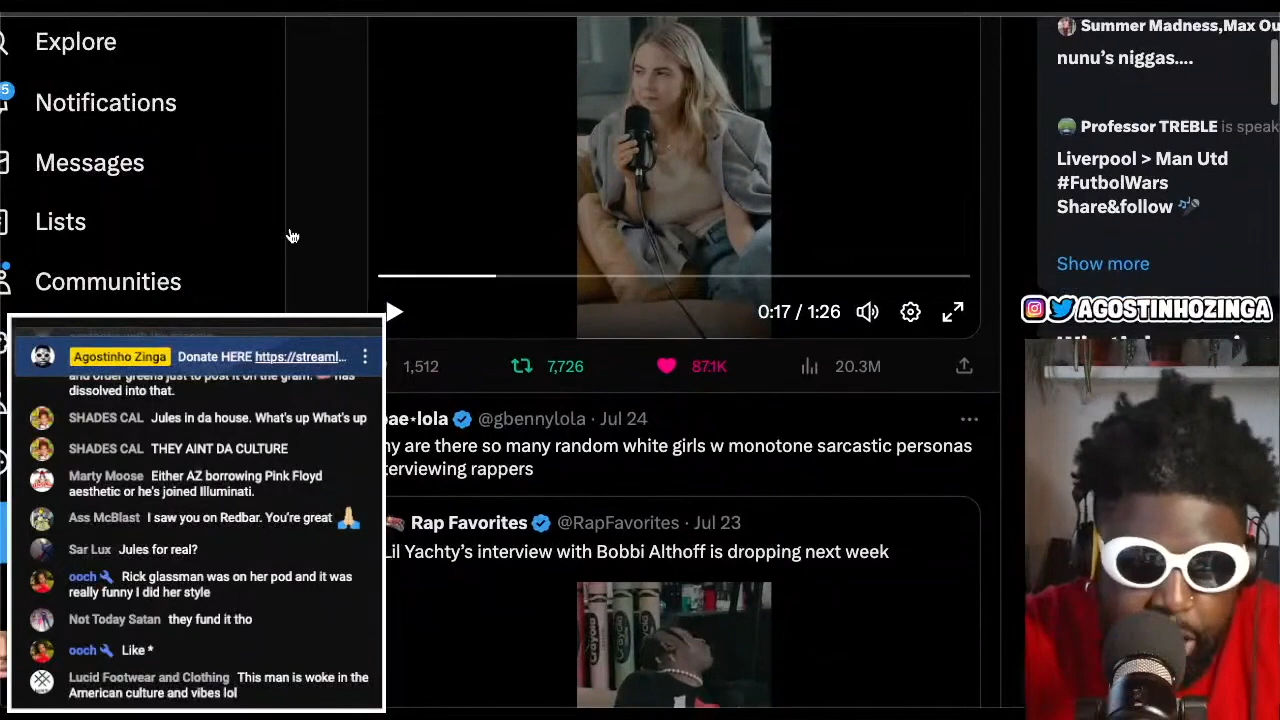 Explore
Notifications
Messages
Lists
Communities
5
0:17 / 1:26
1,512
7,726
87.1K
20.3M
bae⋆lola @gbennylola · Jul 24
hy are there so many random white girls w monotone sarcastic personas
terviewing rappers
Rap Favorites @RapFavorites · Jul 23
Lil Yachty's interview with Bobbi Althoff is dropping next week
Crayola
Crayola
Summer Madness,Max Ou
nunu's niggas....
Professor TREBLE is speak
Liverpool > Man Utd
#FutbolWars
Share&follow
Show more
AGOSTINHOZINGA
Agostinho Zinga Donate HERE https://streaml...
and order greens just to post it on the gram. has
dissolved into that.
SHADES CAL Jules in da house. What's up What's up
SHADES CAL THEY AINT DA CULTURE
Marty Moose Either AZ borrowing Pink Floyd
aesthetic or he's joined Illuminati.
Ass McBlast I saw you on Redbar. You're great 🙏
Sar Lux Jules for real?
ooch Rick glassman was on her pod and it was
really funny I did her style
Not Today Satan they fund it tho
ooch Like *
Lucid Footwear and Clothing This man is woke in the
American culture and vibes lol